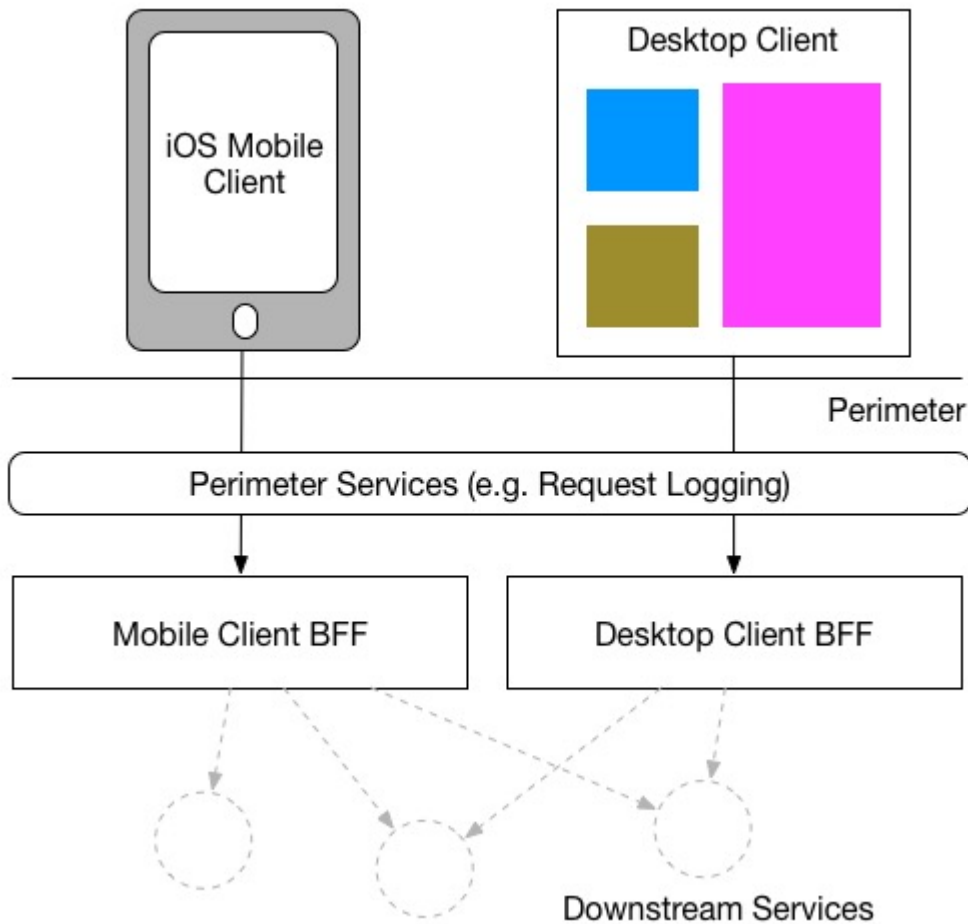 iOS Mobile
Client
Desktop Client
Perimeter
Perimeter Services (e.g. Request Logging)
Mobile Client BFF
Desktop Client BFF
Downstream Services